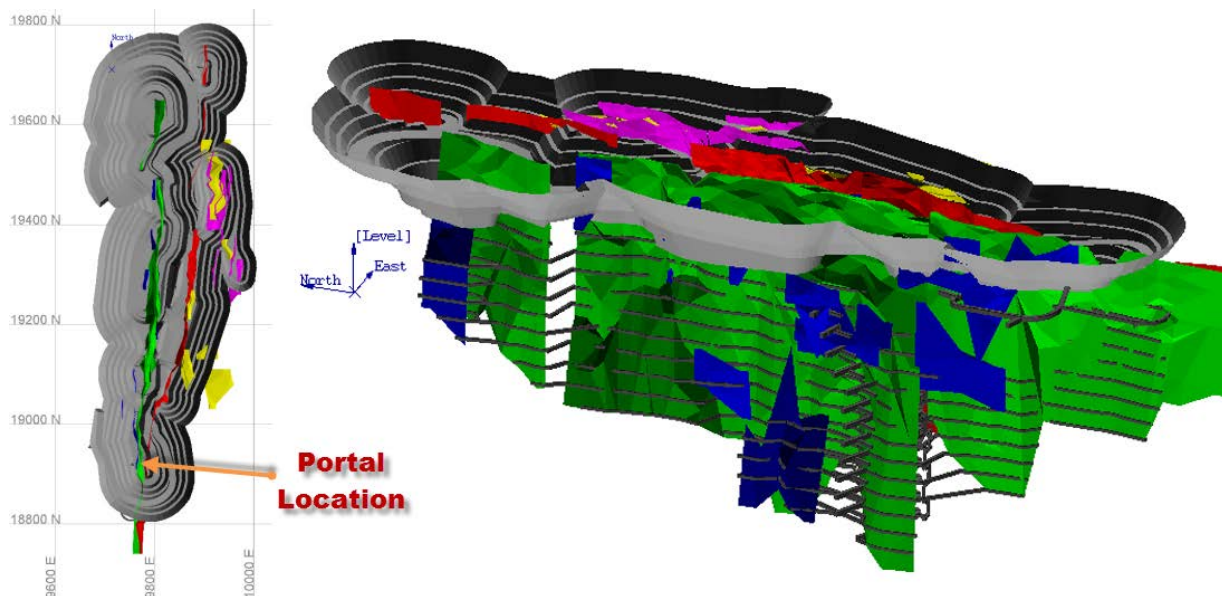 19800 N
North
19600 N
19400 N
19200 N
19000 N
18800 N
9600 E
9800 E
10000 E
Portal
Location
[Level]
East
North